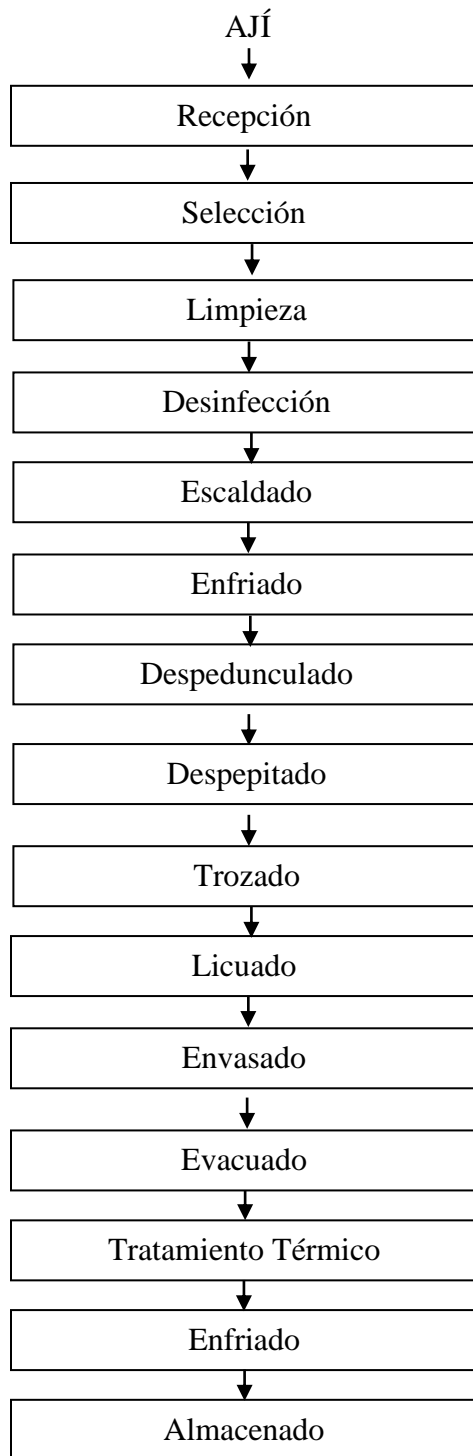 AJÍ
Recepción
Selección
Limpieza
Desinfección
Escaldado
Enfriado
Despedunculado
Despepitado
Trozado
Licuado
Envasado
Evacuado
Tratamiento Térmico
Enfriado
Almacenado